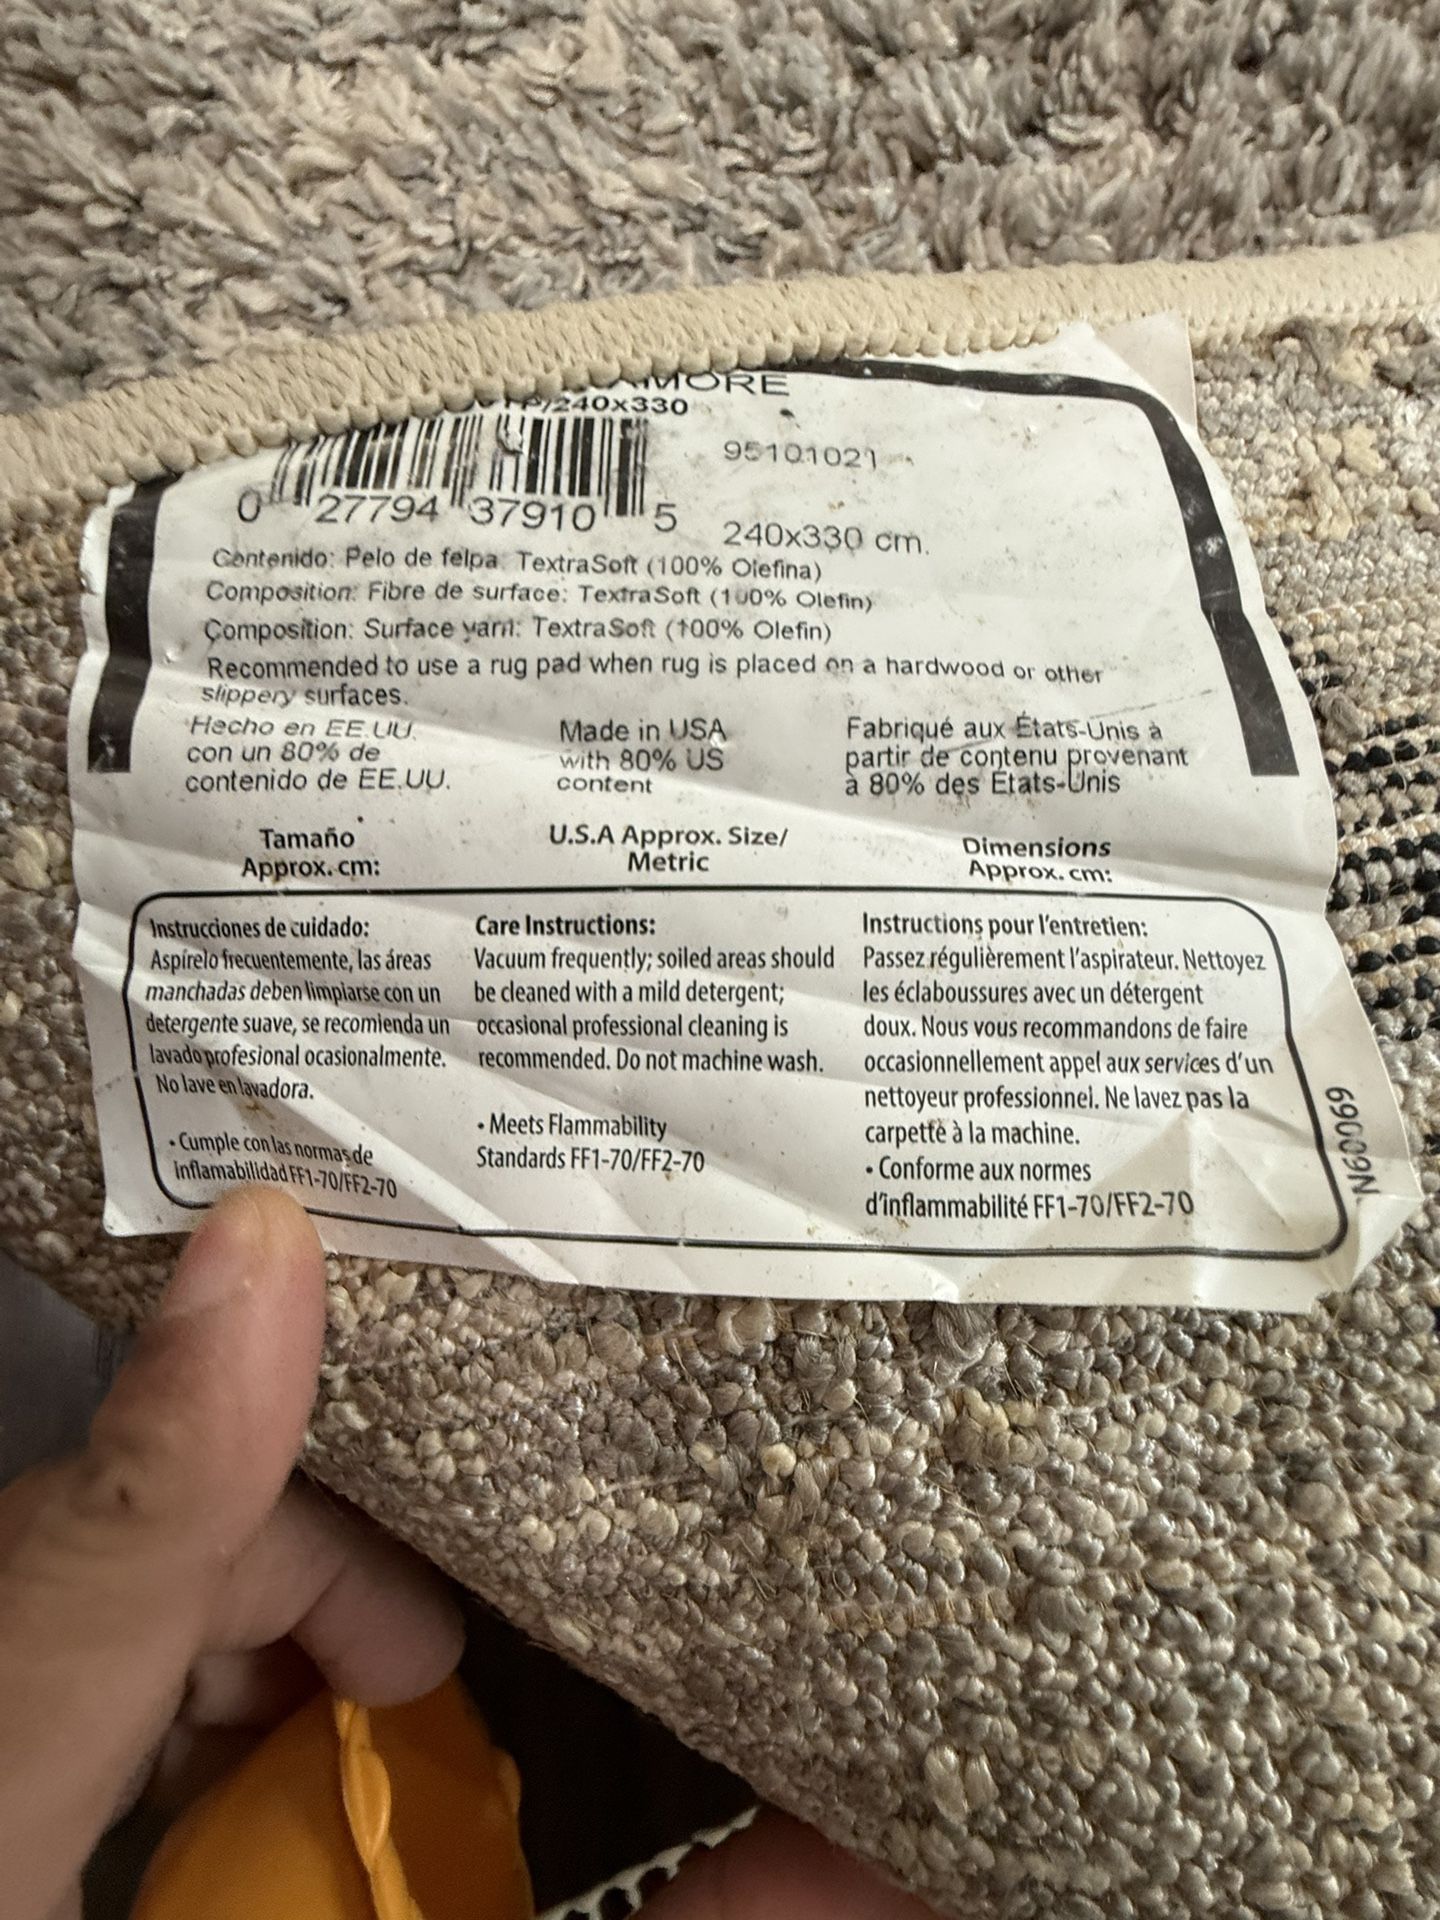 240x330
95101021
0 27794 37910 5
240x330 cm.
Contenido: Pelo de felpa: TextraSoft (100% Olefina)
Composition: Fibre de surface: TextraSoft (100% Olefin)
Composition: Surface yarn: TextraSoft (100% Olefin)
Recommended to use a rug pad when rug is placed on a hardwood or other
slippery surfaces.
Hecho en EE.UU.
con un 80% de
contenido de EE.UU.
Made in USA
with 80% US
content
Fabriqué aux États-Unis à
partir de contenu provenant
à 80% des États-Unis
Tamaño
Approx. cm:
U.S.A Approx. Size/
Metric
Dimensions
Approx. cm:
Instrucciones de cuidado:
Aspírelo frecuentemente, las áreas
manchadas deben limpiarse con un
detergente suave, se recomienda un
lavado profesional ocasionalmente.
No lave en lavadora.
• Cumple con las normas de
inflamabilidad FF1-70/FF2-70
Care Instructions:
Vacuum frequently; soiled areas should
be cleaned with a mild detergent;
occasional professional cleaning is
recommended. Do not machine wash.
• Meets Flammability
Standards FF1-70/FF2-70
Instructions pour l'entretien:
Passez régulièrement l'aspirateur. Nettoyez
les éclaboussures avec un détergent
doux. Nous vous recommandons de faire
occasionnellement appel aux services d'un
nettoyeur professionnel. Ne lavez pas la
carpette à la machine.
• Conforme aux normes
d'inflammabilité FF1-70/FF2-70
N60069